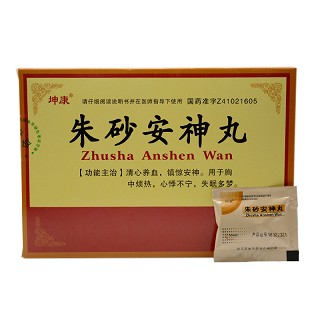 坤康
请仔细阅读说明书并在医师指导下使用 国药准字Z41021605
朱砂安神丸
Zhusha Anshen Wan
【功能主治】清心养血，镇惊安神。用于胸
中烦热，心悸不宁，失眠多梦。
朱砂安神丸
Zhusha Anshen Wan